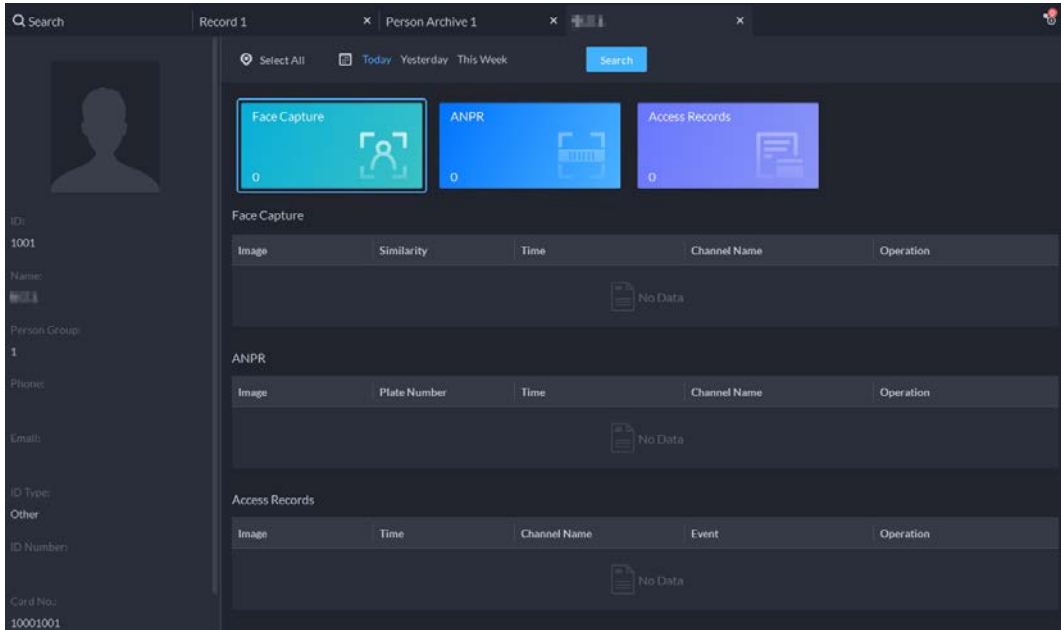 Search
Record 1
Person Archive 1
Select All
Today Yesterday This Week
Search
Face Capture
0
ANPR
0
Access Records
0
ID:
1001
Name:
Person Group:
1
Phone:
Email:
ID Type:
Other
ID Number:
Card No.:
10001001
Face Capture
Image Similarity Time Channel Name Operation
No Data
ANPR
Image Plate Number Time Channel Name Operation
No Data
Access Records
Image Time Channel Name Event Operation
No Data